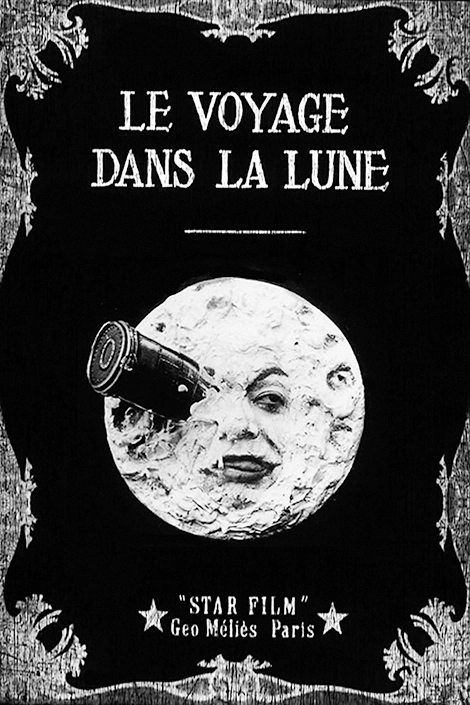 LE VOYAGE
DANS LA LUNE
"STAR FILM"
Geo Méliès Paris